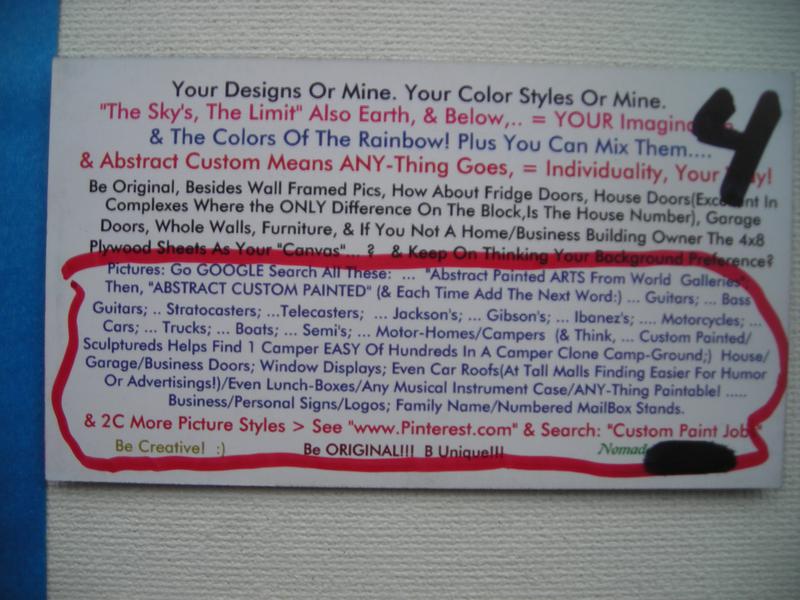 Your Designs Or Mine. Your Color Styles Or Mine.
"The Sky's, The Limit" Also Earth, & Below,.. = YOUR
& The Colors Of The Rainbow! Plus You Can Mix Them....
& Abstract Custom Means ANY-Thing Goes, = Individuality, Your
4
Be Original, Besides Wall Framed Pics, How About Fridge Doors, House Doors( In
Complexes Where the ONLY Difference On The Block,Is The House Number), Garage
Doors, Whole Walls, Furniture, & If You Not A Home/Business Building Owner The 4x8
Plywood Sheets As Your "Canvas"... ? & Keep On Thinking Your Background Preference?
Pictures: Go GOOGLE Search All These: ... "Abstract Painted ARTS From World Galleries".
Then, "ABSTRACT CUSTOM PAINTED" (& Each Time Add The Next Word:) ... Guitars; ... Bass
Guitars; .. Stratocasters; ...Telecasters; ... Jackson's; ... Gibson's; ... Ibanez's; .... Motorcycles; ...
Cars; ... Trucks; ... Boats; ... Semi's; ... Motor-Homes/Campers (& Think, ... Custom Painted/
Sculptureds Helps Find 1 Camper EASY Of Hundreds In A Camper Clone Camp-Ground;) House/
Garage/Business Doors; Window Displays; Even Car Roofs(At Tall Malls Finding Easier For Humor
Or Advertisings!)/Even Lunch-Boxes/Any Musical Instrument Case/ANY-Thing Paintable! .....
Business/Personal Signs/Logos; Family Name/Numbered MailBox Stands.
& 2C More Picture Styles > See "www.Pinterest.com" & Search: "Custom Paint Jobs"
Be Creative! :) Be ORIGINAL!!! B Unique!!! Nomad